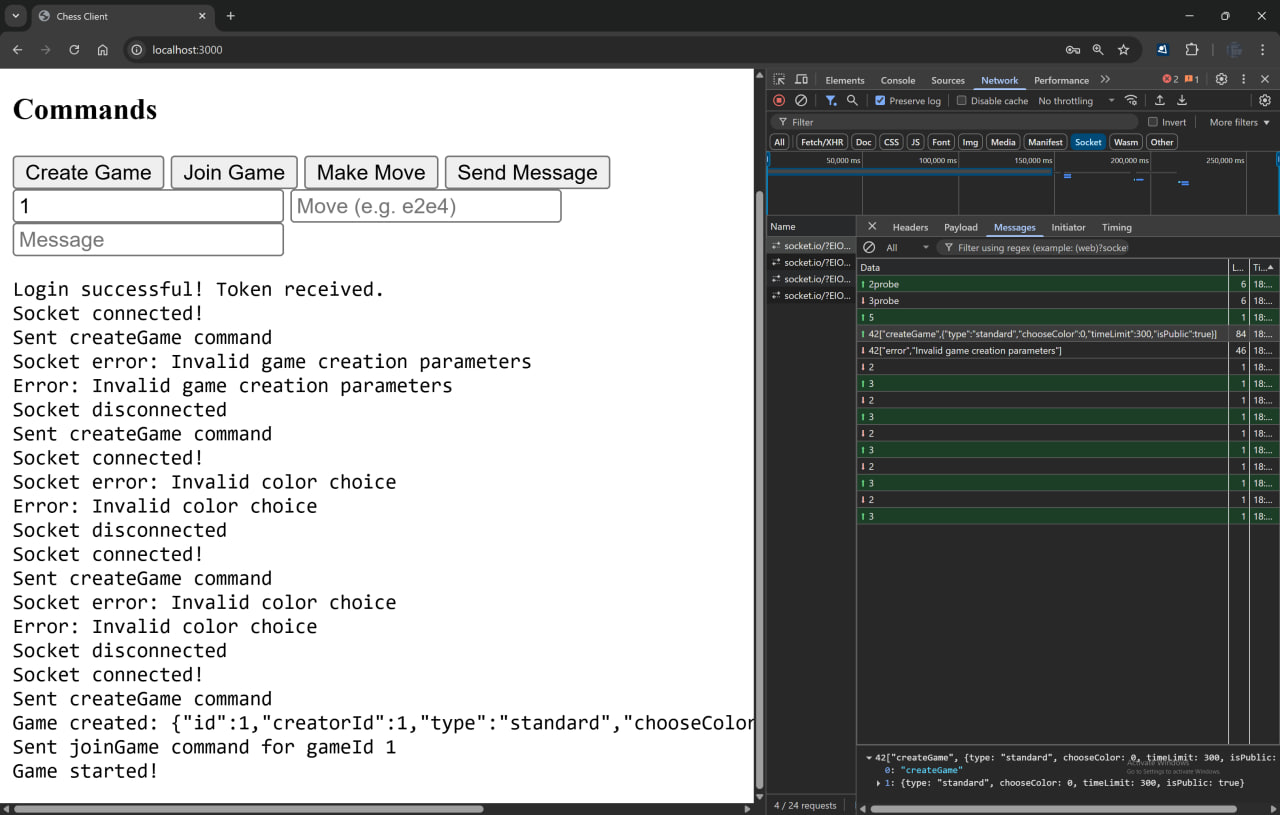 Chess Client
localhost:3000
Commands
Create Game Join Game Make Move Send Message
1 Move (e.g. e2e4)
Message
Login successful! Token received.
Socket connected!
Sent createGame command
Socket error: Invalid game creation parameters
Error: Invalid game creation parameters
Socket disconnected
Sent createGame command
Socket connected!
Socket error: Invalid color choice
Error: Invalid color choice
Socket disconnected
Socket connected!
Sent createGame command
Socket error: Invalid color choice
Error: Invalid color choice
Socket disconnected
Socket connected!
Sent createGame command
Game created: {"id":1,"creatorId":1,"type":"standard","chooseColor
Sent joinGame command for gameId 1
Game started!
Elements Console Sources Network Performance 2 1
Preserve log Disable cache No throttling
Filter Invert More filters
All Fetch/XHR Doc CSS JS Font Img Media Manifest Socket Wasm Other
50,000 ms 100,000 ms 150,000 ms 200,000 ms 250,000 ms
Name
socket.io/?EIO...
socket.io/?EIO...
socket.io/?EIO...
socket.io/?EIO...
Headers Payload Messages Initiator Timing
All Filter using regex (example: (web)?socke
Data L... Ti...
2probe 6 18:...
3probe 6 18:...
5 1 18:...
42["createGame",{"type":"standard","chooseColor":0,"timeLimit":300,"isPublic":true}] 84 18:...
42["error","Invalid game creation parameters"] 46 18:...
2 1 18:...
3 1 18:...
2 1 18:...
3 1 18:...
2 1 18:...
3 1 18:...
2 1 18:...
3 1 18:...
2 1 18:...
3 1 18:...
42["createGame", {type: "standard", chooseColor: 0, timeLimit: 300, isPublic:
0: "createGame"
1: {type: "standard", chooseColor: 0, timeLimit: 300, isPublic: true}
Activate Windows
Go to Settings to activate Windows.
4 / 24 requests